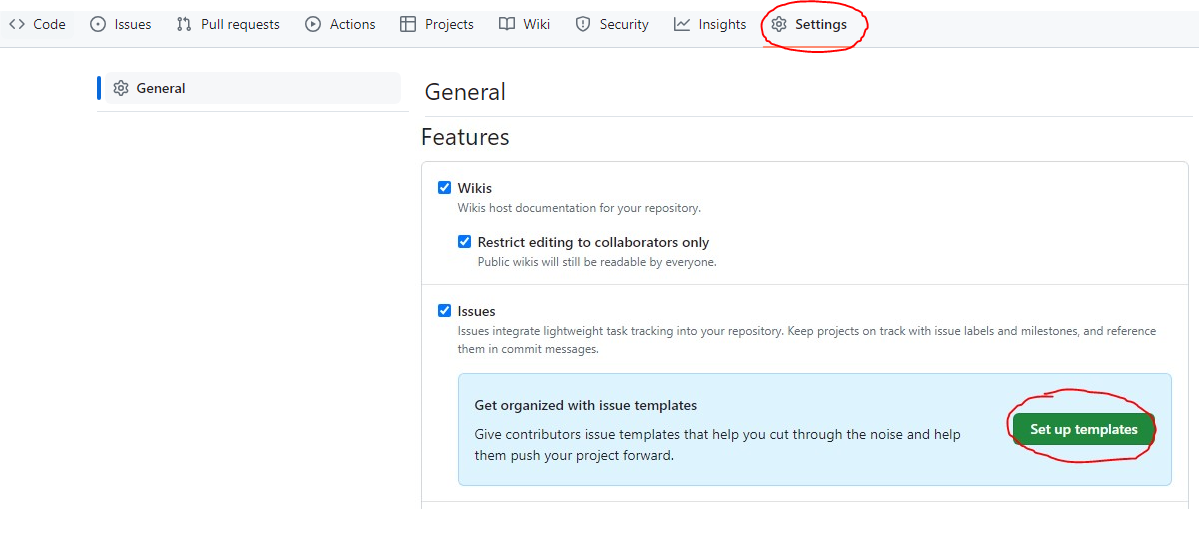 Code Issues Pull requests Actions Projects Wiki Security Insights Settings
General
General
Features
Wikis
Wikis host documentation for your repository.
Restrict editing to collaborators only
Public wikis will still be readable by everyone.
Issues
Issues integrate lightweight task tracking into your repository. Keep projects on track with issue labels and milestones, and reference
them in commit messages.
Get organized with issue templates
Give contributors issue templates that help you cut through the noise and help
them push your project forward.
Set up templates